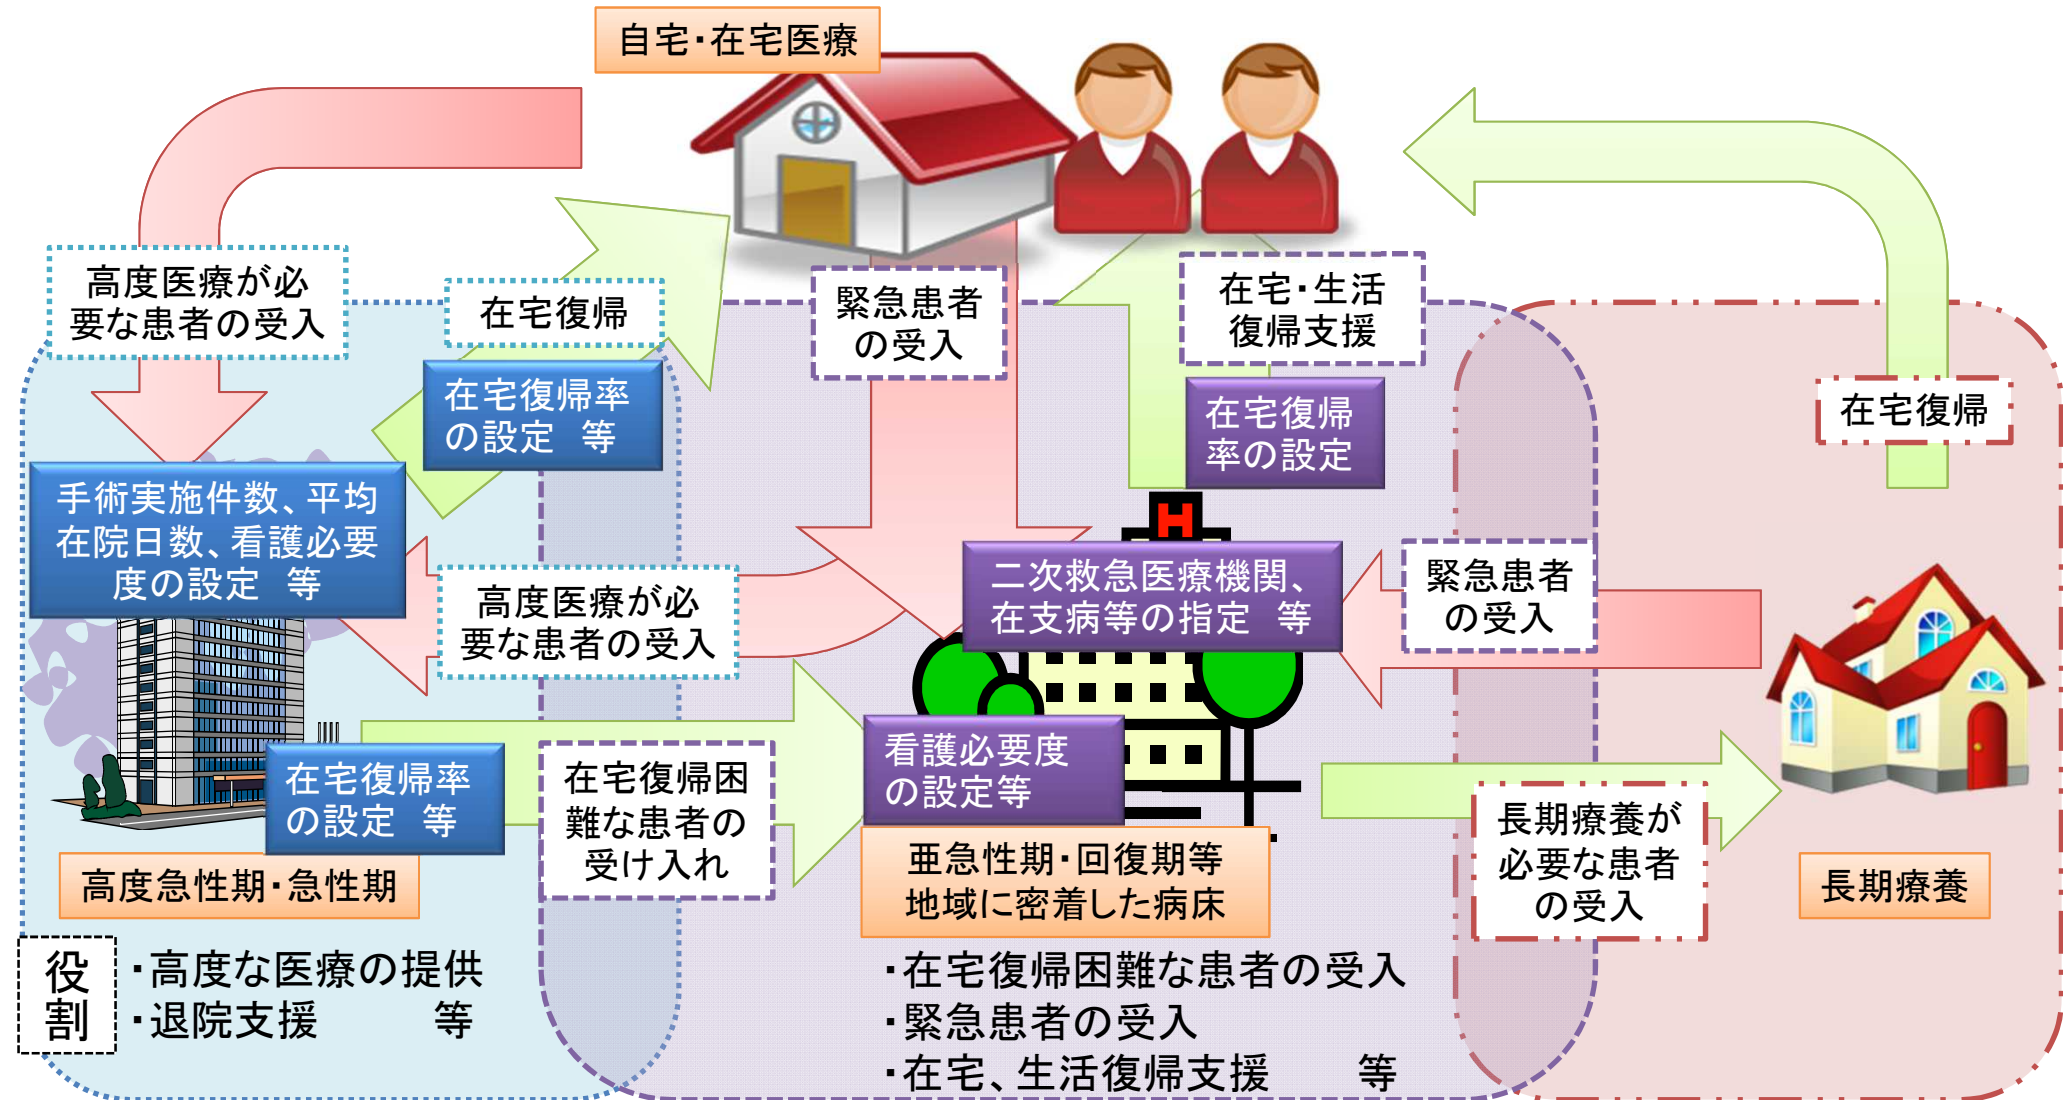 自宅・在宅医療
高度医療が必
要な患者の受入
在宅復帰
在宅復帰率
の設定　等
緊急患者
の受入
在宅・生活
復帰支援
在宅復帰
率の設定
在宅復帰
手術実施件数、平均
在院日数、看護必要
度の設定　等
高度医療が必
要な患者の受入
二次救急医療機関、
在支病等の指定　等
緊急患者
の受入
H
在宅復帰率
の設定　等
在宅復帰困
難な患者の
受け入れ
看護必要度
の設定等
長期療養が
必要な患者
の受入
高度急性期・急性期
亜急性期・回復期等
地域に密着した病床
長期療養
役
割
・高度な医療の提供
・退院支援　　　等
・在宅復帰困難な患者の受入
・緊急患者の受入
・在宅、生活復帰支援　　等